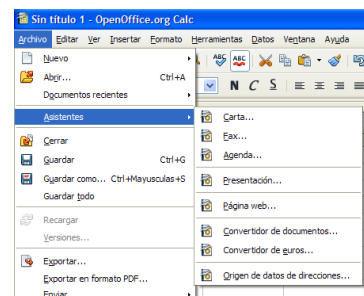 Sin título 1 - OpenOffice.org Calc
Archivo Editar Ver Insertar Formato Herramientas Datos Ventana Ayuda
Nuevo
Abrir... Ctrl+A
Documentos recientes
Asistentes
Cerrar
Guardar Ctrl+G
Guardar como... Ctrl+Mayusculas+S
Guardar todo
Recargar
Versiones...
Exportar...
Exportar en formato PDF...
Enviar
ABC ABC
N C S
Carta...
Fax...
Agenda...
Presentación...
Página web...
Convertidor de documentos...
Convertidor de euros...
Origen de datos de direcciones...